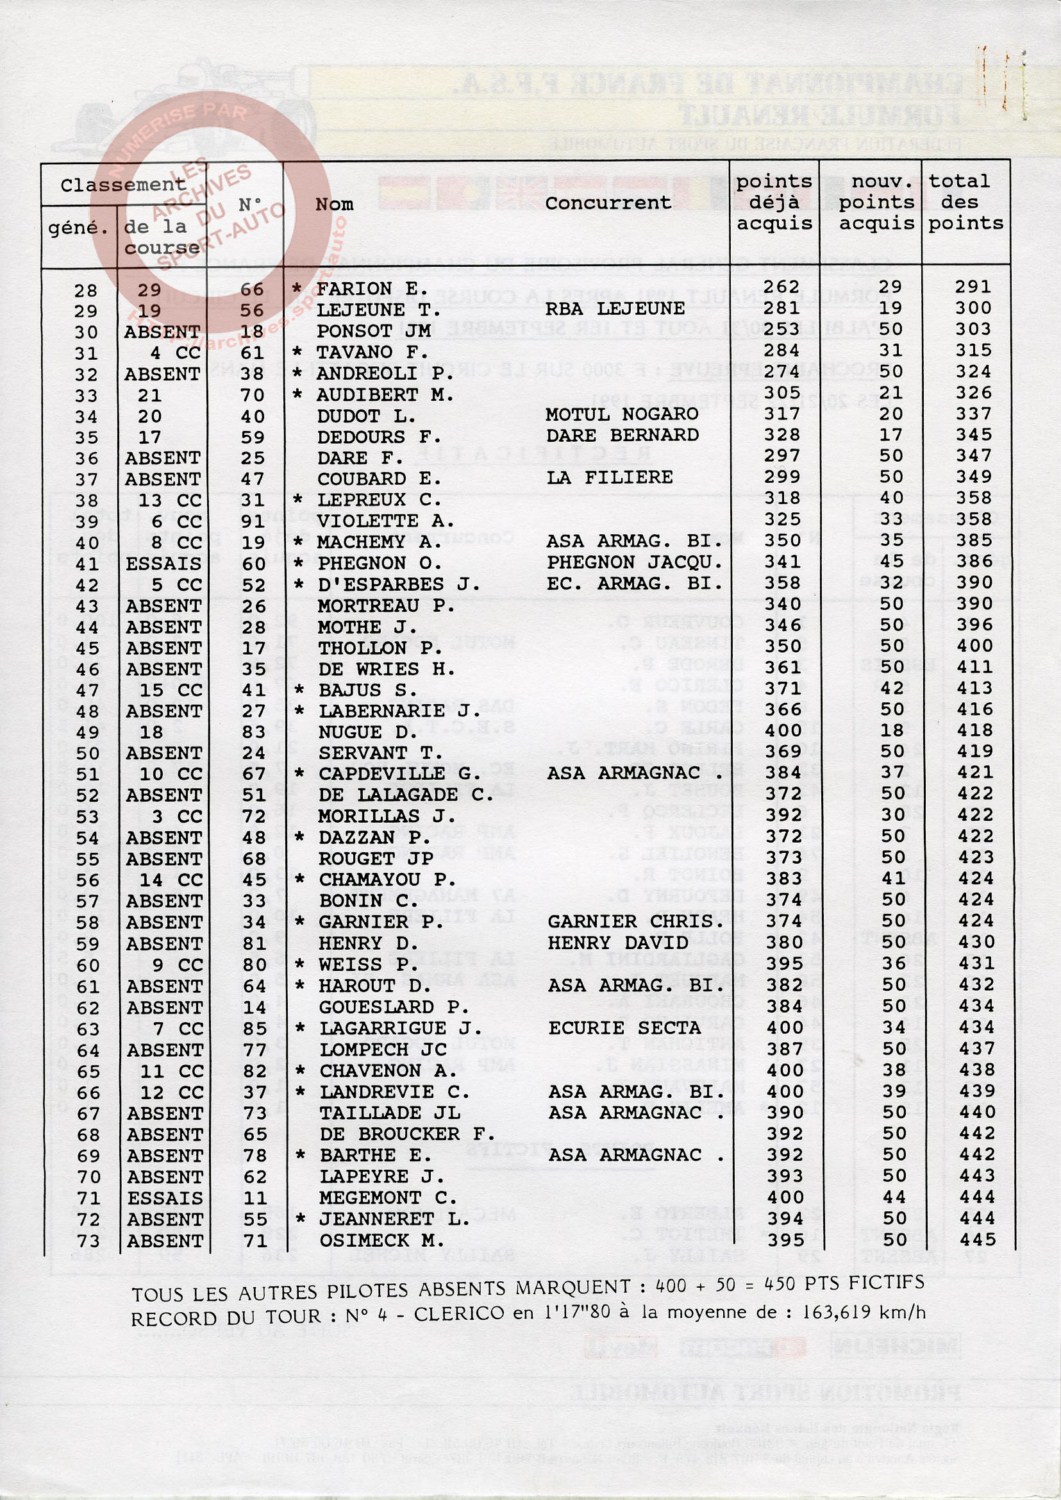 NUMERISE PAR
LES
ARCHIVES
DU
SPORT-AUTO
Classement N° Nom Concurrent points déjà acquis nouv. points acquis total des points
géné. de la course
28 29 66 * FARION E. 262 29 291
29 19 56 * LEJEUNE T. RBA LEJEUNE 281 19 300
30 ABSENT 18 PONSOT JM 253 50 303
31 4 CC 61 * TAVANO F. 284 31 315
32 ABSENT 38 * ANDREOLI P. 274 50 324
33 21 70 * AUDIBERT M. 305 21 326
34 20 40 DUDOT L. MOTUL NOGARO 317 20 337
35 17 59 DEDOURS F. DARE BERNARD 328 17 345
36 ABSENT 25 DARE F. 297 50 347
37 ABSENT 47 COUBARD E. LA FILIERE 299 50 349
38 13 CC 31 * LEPREUX C. 318 40 358
39 6 CC 91 VIOLETTE A. 325 33 358
40 8 CC 19 * MACHEMY A. ASA ARMAG. BI. 350 35 385
41 ESSAIS 60 * PHEGNON O. PHEGNON JACQU. 341 45 386
42 5 CC 52 * D'ESPARBES J. EC. ARMAG. BI. 358 32 390
43 ABSENT 26 MORTREAU P. 340 50 390
44 ABSENT 28 MOTHE J. 346 50 396
45 ABSENT 17 THOLLON P. 350 50 400
46 ABSENT 35 DE WRIES H. 361 50 411
47 15 CC 41 * BAJUS S. 371 42 413
48 ABSENT 27 * LABERNARIE J. 366 50 416
49 18 83 NUGUE D. 400 18 418
50 ABSENT 24 SERVANT T. 369 50 419
51 10 CC 67 * CAPDEVILLE G. ASA ARMAGNAC . 384 37 421
52 ABSENT 51 DE LALAGADE C. 372 50 422
53 3 CC 72 MORILLAS J. 392 30 422
54 ABSENT 48 * DAZZAN P. 372 50 422
55 ABSENT 68 ROUGET JP 373 50 423
56 14 CC 45 * CHAMAYOU P. 383 41 424
57 ABSENT 33 BONIN C. 374 50 424
58 ABSENT 50 * GARNIER P. GARNIER CHRIS. 374 50 424
59 ABSENT 81 HENRY D. HENRY DAVID 380 50 430
60 9 CC 80 * WEISS P. 395 36 431
61 ABSENT 64 * HAROUT D. ASA ARMAG. BI. 382 50 432
62 ABSENT 14 GOUESLARD P. 384 50 434
63 7 CC 85 * LAGARRIGUE J. ECURIE SECTA 400 34 434
64 ABSENT 77 LOMPECH JC 387 50 437
65 11 CC 82 * CHAVENON A. 400 38 438
66 12 CC 37 * LANDREVIE C. ASA ARMAG. BI. 400 39 439
67 ABSENT 73 TAILLADE JL ASA ARMAGNAC . 390 50 440
68 ABSENT 65 DE BROUCKER F. 392 50 442
69 ABSENT 78 * BARTHE E. ASA ARMAGNAC . 392 50 442
70 ABSENT 62 LAPEYRE J. 393 50 443
71 ESSAIS 11 MEGEMONT C. 400 44 444
72 ABSENT 55 * JEANNERET L. 394 50 444
73 ABSENT 71 OSIMECK M. 395 50 445
TOUS LES AUTRES PILOTES ABSENTS MARQUENT : 400 + 50 = 450 PTS FICTIFS
RECORD DU TOUR : N° 4 - CLERICO en 1'17"80 à la moyenne de : 163,619 km/h